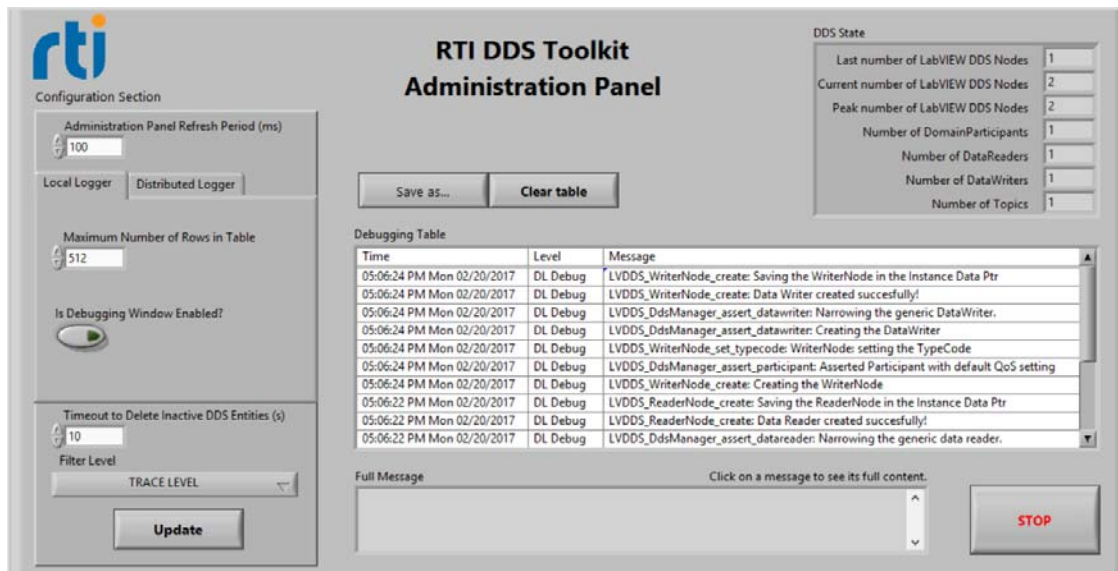 rti
RTI DDS Toolkit
Administration Panel
Configuration Section
Administration Panel Refresh Period (ms)
100
Local Logger
Distributed Logger
Maximum Number of Rows in Table
512
Is Debugging Window Enabled?
Timeout to Delete Inactive DDS Entities (s)
10
Filter Level
TRACE LEVEL
Update
DDS State
Last number of LabVIEW DDS Nodes 1
Current number of LabVIEW DDS Nodes 2
Peak number of LabVIEW DDS Nodes 2
Number of DomainParticipants 1
Number of DataReaders 1
Number of DataWriters 1
Number of Topics 1
Save as...
Clear table
Debugging Table
Time Level Message
05:06:24 PM Mon 02/20/2017 DL Debug LVDDS_WriterNode_create: Saving the WriterNode in the Instance Data Ptr
05:06:24 PM Mon 02/20/2017 DL Debug LVDDS_WriterNode_create: Data Writer created succesfully!
05:06:24 PM Mon 02/20/2017 DL Debug LVDDS_DdsManager_assert_datawriter: Narrowing the generic DataWriter.
05:06:24 PM Mon 02/20/2017 DL Debug LVDDS_DdsManager_assert_datawriter: Creating the DataWriter
05:06:24 PM Mon 02/20/2017 DL Debug LVDDS_WriterNode_set_typecode: WriterNode: setting the TypeCode
05:06:24 PM Mon 02/20/2017 DL Debug LVDDS_DdsManager_assert_participant: Asserted Participant with default QoS setting
05:06:24 PM Mon 02/20/2017 DL Debug LVDDS_WriterNode_create: Creating the WriterNode
05:06:22 PM Mon 02/20/2017 DL Debug LVDDS_ReaderNode_create: Saving the ReaderNode in the Instance Data Ptr
05:06:22 PM Mon 02/20/2017 DL Debug LVDDS_ReaderNode_create: Data Reader created succesfully!
05:06:22 PM Mon 02/20/2017 DL Debug LVDDS_DdsManager_assert_datareader: Narrowing the generic data reader.
Full Message
Click on a message to see its full content.
STOP